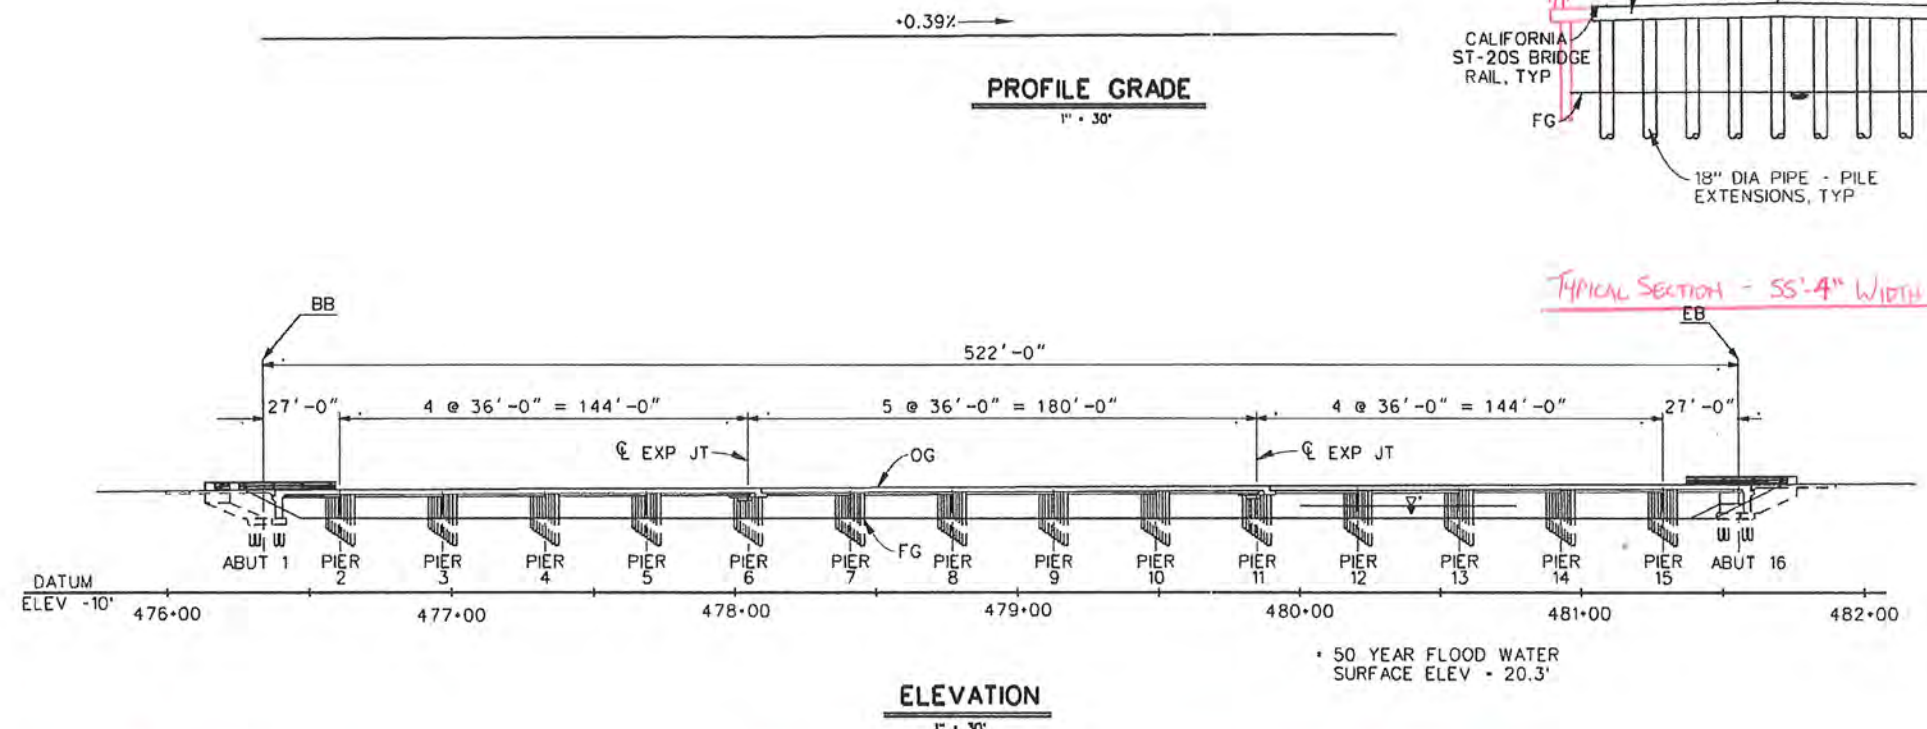 +0.39%
PROFILE GRADE
1" = 30'
CALIFORNIA
ST-20S BRIDGE
RAIL, TYP
FG
18" DIA PIPE - PILE
EXTENSIONS, TYP
TYPICAL SECTION - 55'-4" WIDTH
BB
EB
522'-0"
27'-0"
4 @ 36'-0" = 144'-0"
5 @ 36'-0" = 180'-0"
4 @ 36'-0" = 144'-0"
27'-0"
℄ EXP JT
OG
℄ EXP JT
FG
ABUT 1
PIER
2
PIER
3
PIER
4
PIER
5
PIER
6
PIER
7
PIER
8
PIER
9
PIER
10
PIER
11
PIER
12
PIER
13
PIER
14
PIER
15
ABUT 16
DATUM
ELEV -10'
476+00
477+00
478+00
479+00
480+00
481+00
482+00
* 50 YEAR FLOOD WATER
SURFACE ELEV = 20.3'
ELEVATION
1" = 30'